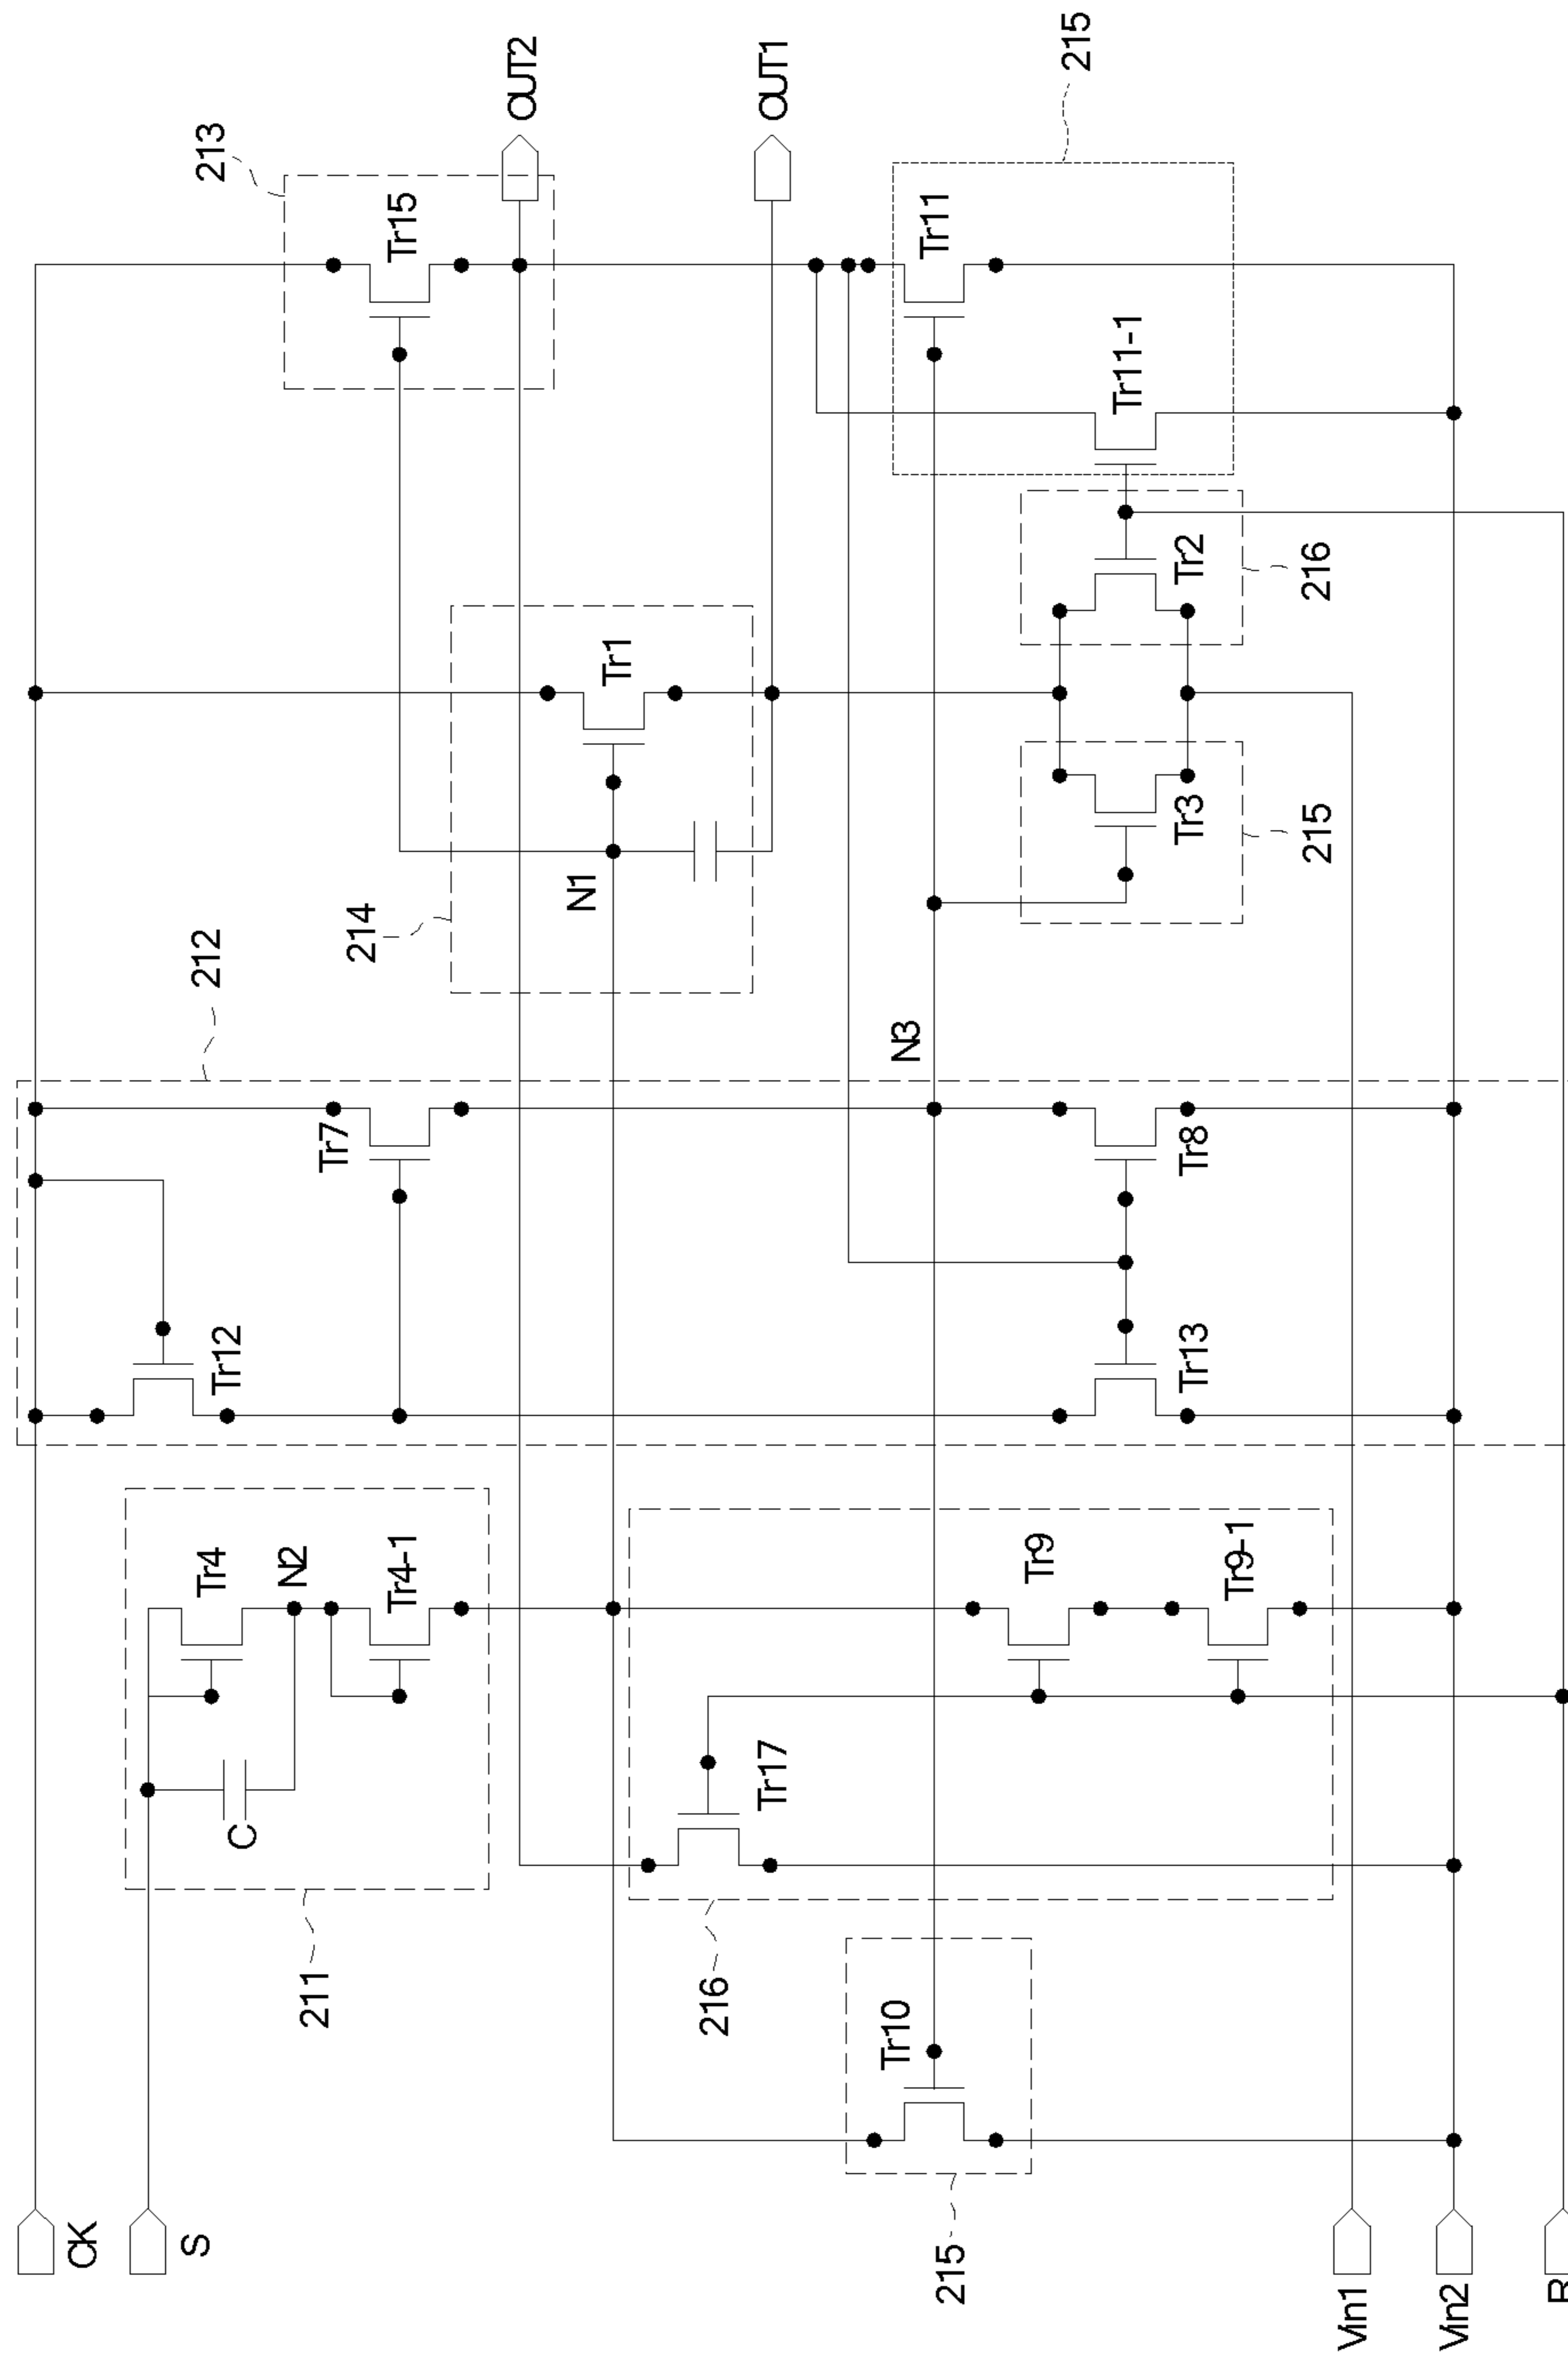 CK
S
212
213
Tr4
Tr12
C
N2
211
Tr7
214
Tr4-1
Tr15
OUT2
N1
Tr1
216
Tr17
OUT1
Tr10
N3
Tr11
215
Tr9
215
Tr11-1
Tr13
Tr8
Tr3
Tr2
Tr9-1
215
216
Vin1
Vin2